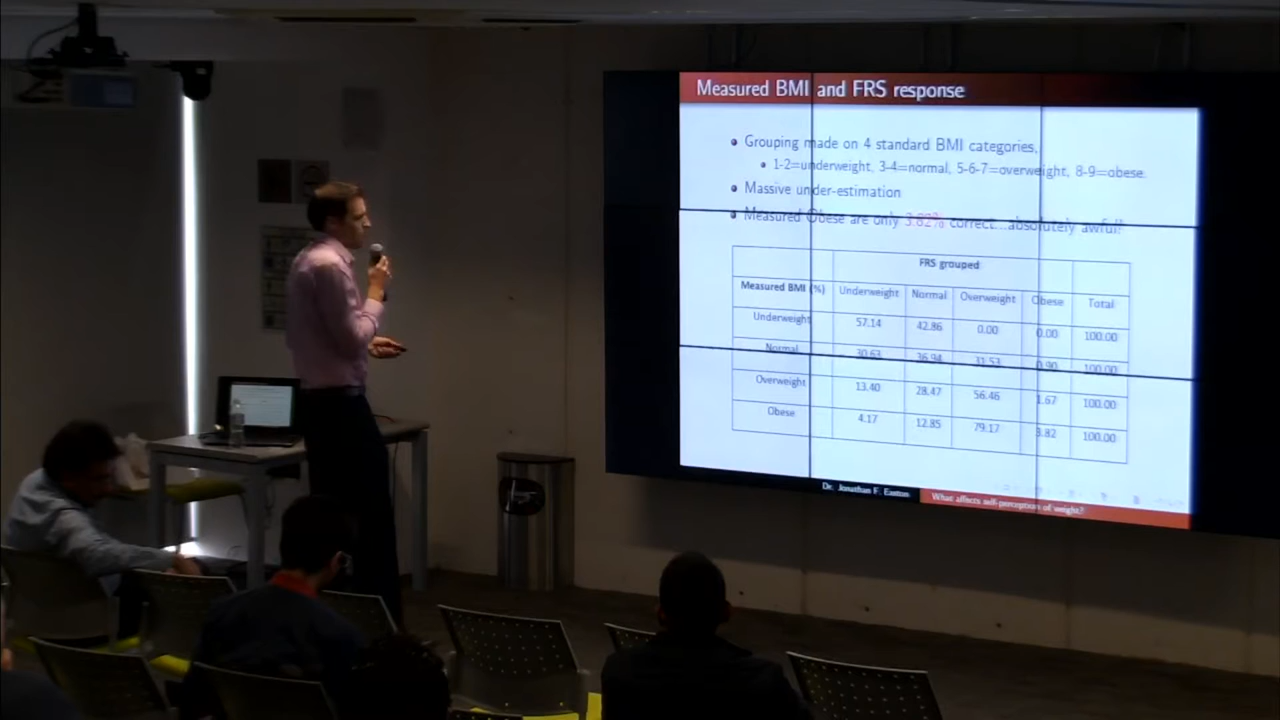 Measured BMI and FRS response
Grouping made on 4 standard BMI categories,
1-2=underweight, 3-4=normal, 5-6-7=overweight, 8-9=obese.
Massive under-estimation
Measured Obese are only 3.82% correct...absolutely awful!
FRS grouped
Measured BMI (%) Underweight Normal Overweight Obese Total
Underweight 57.14 42.86 0.00 0.00 100.00
Normal 30.63 36.94 31.53 0.90 100.00
Overweight 13.40 28.47 56.46 1.67 100.00
Obese 4.17 12.85 79.17 3.82 100.00
Dr. Jonathan F. Easton What affects self-perception of weight?